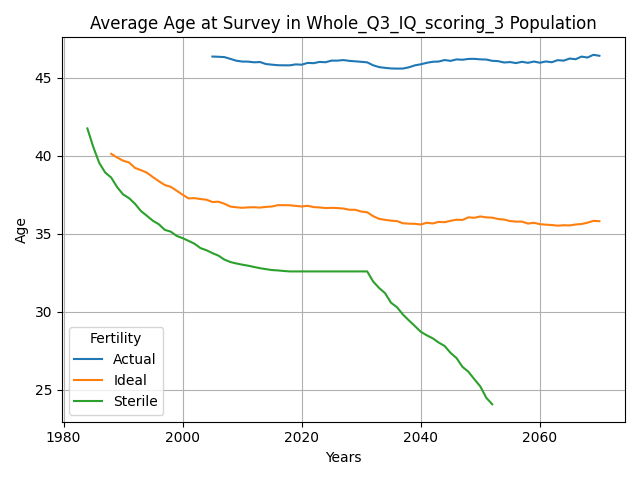 Average Age at Survey in Whole_Q3_IQ_scoring_3 Population
Age
45
40
35
30
25
Fertility
Actual
Ideal
Sterile
1980
2000
2020
2040
2060
Years